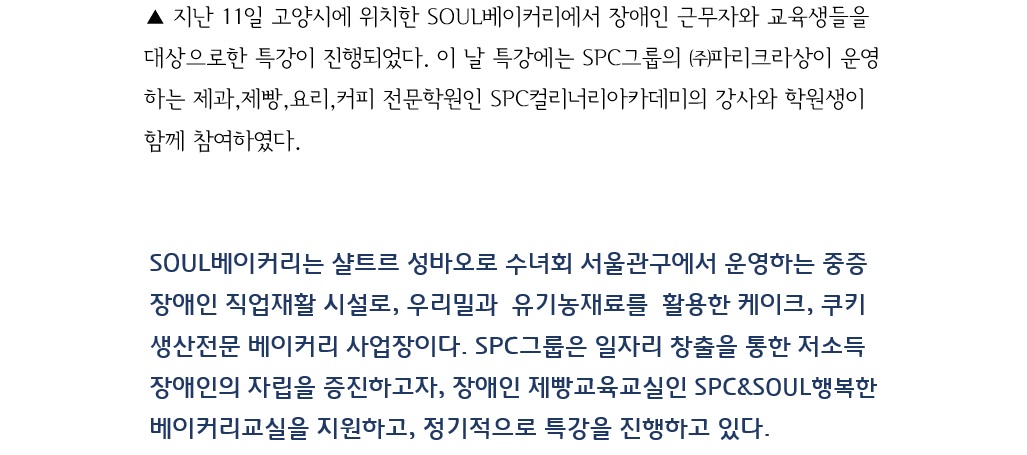 ▲ 지난 11일 고양시에 위치한 SOUL베이커리에서 장애인 근무자와 교육생들을
대상으로한 특강이 진행되었다. 이 날 특강에는 SPC그룹의 ㈜파리크라상이 운영
하는 제과,제빵,요리,커피 전문학원인 SPC컬리너리아카데미의 강사와 학원생이
함께 참여하였다.
SOUL베이커리는 샬트르 성바오로 수녀회 서울관구에서 운영하는 중증
장애인 직업재활 시설로, 우리밀과 유기농재료를 활용한 케이크, 쿠키
생산전문 베이커리 사업장이다. SPC그룹은 일자리 창출을 통한 저소득
장애인의 자립을 증진하고자, 장애인 제빵교육교실인 SPC&SOUL행복한
베이커리교실을 지원하고, 정기적으로 특강을 진행하고 있다.